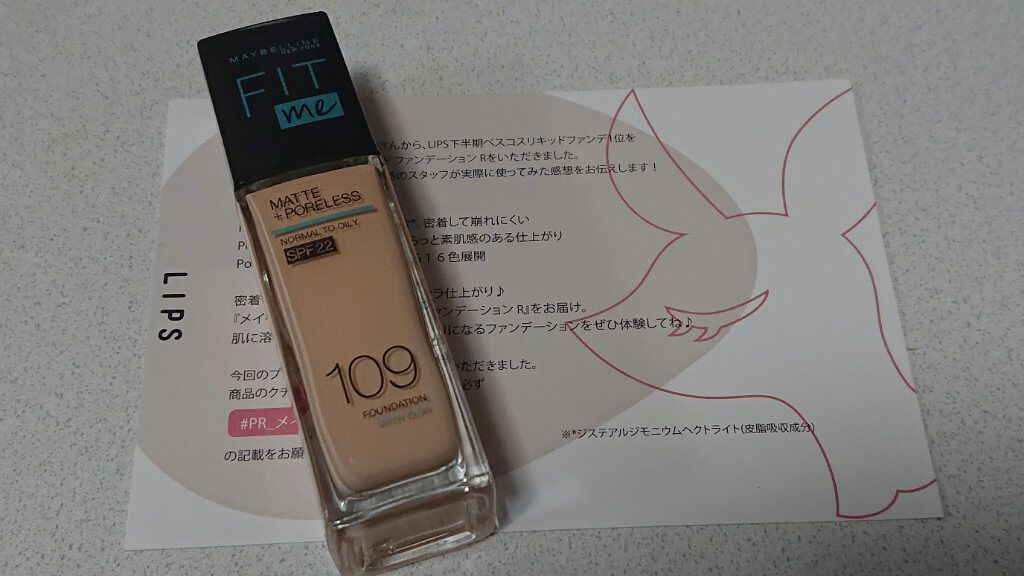 MAYBELLINE
NEW YORK
FIT
me
MATTE
+PORELESS
NORMAL TO OILY
SPF 22
109
FOUNDATION
WITH CLAY
LIPS
さんから、LIPS下半期ベスコスリキッドファンデ1位を
ファンデーション Rをいただきました。
のスタッフが実際に使ってみた感想をお伝えします！
密着して崩れにくい
っと素肌感のある仕上がり
１６色展開
密着
ラ仕上がり♪
『メイ
ァンデーション R』をお届け。
肌に溶
になるファンデーションをぜひ体験してね♪
今回のプ
いただきました。
商品のクチ
必ず
#PR_メイ
の記載をお願
※*ジステアルジモニウムヘクトライト(皮脂吸収成分)